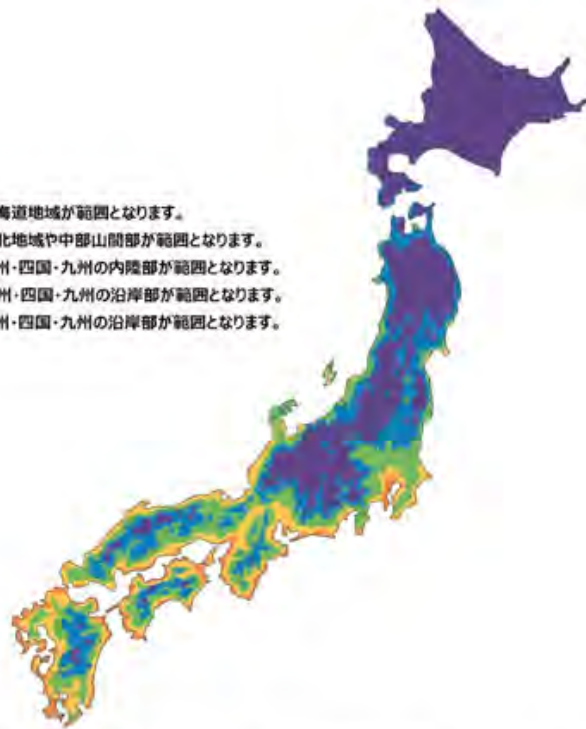 海道地域が範囲となります。
北地域や中部山間部が範囲となります。
州・四国・九州の内陸部が範囲となります。
州・四国・九州の沿岸部が範囲となります。
州・四国・九州の沿岸部が範囲となります。